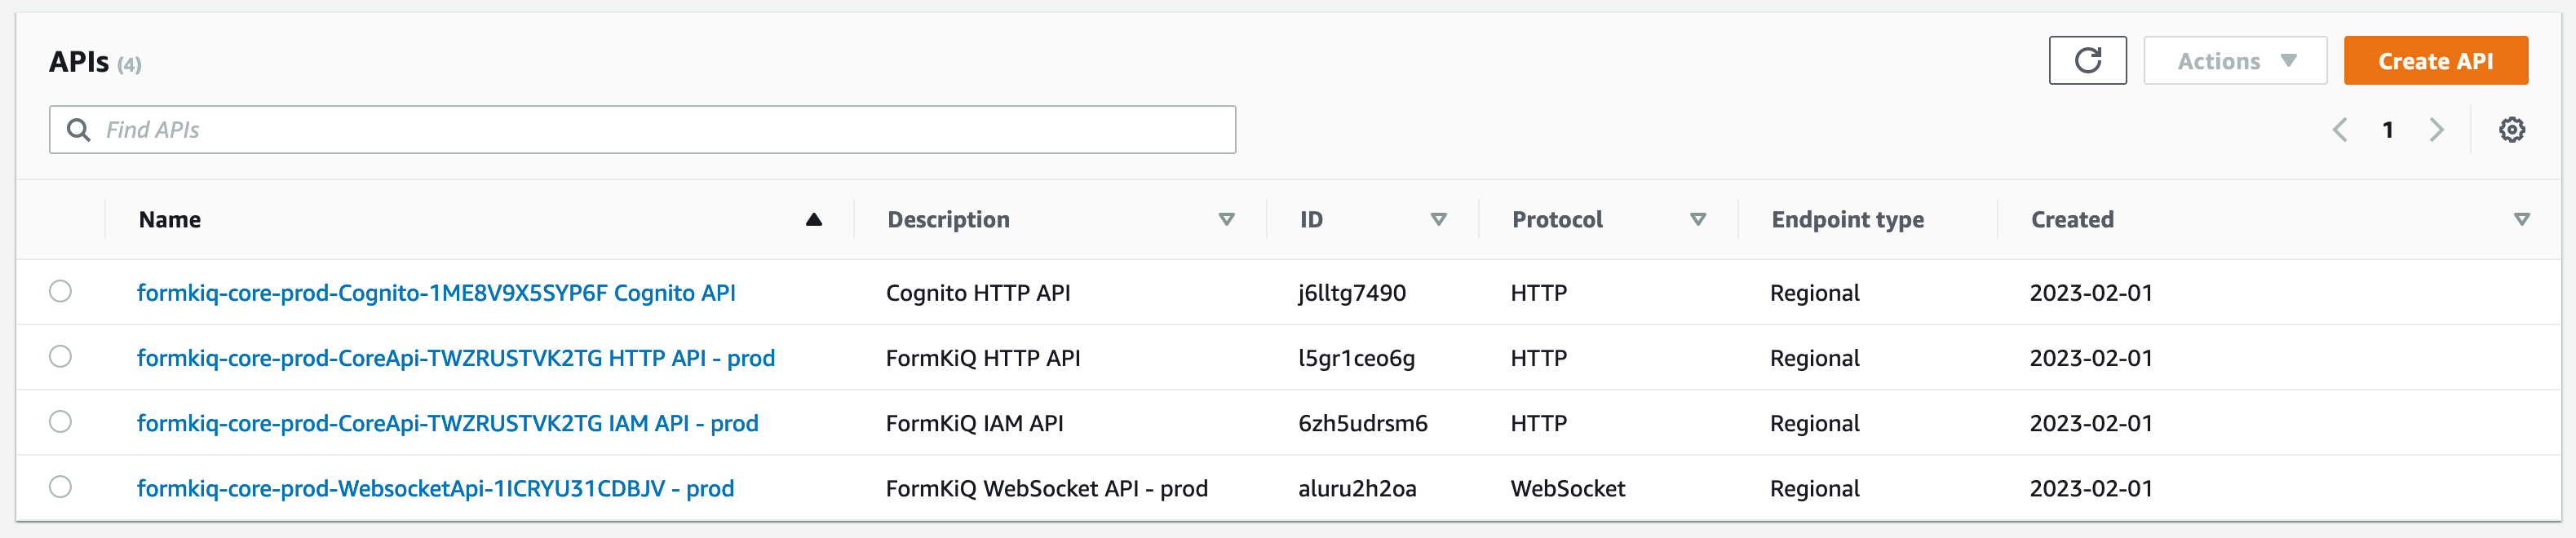 APIs (4)
Actions
Create API
Find APIs
1
Name Description ID Protocol Endpoint type Created
formkiq-core-prod-Cognito-1ME8V9X5SYP6F Cognito API Cognito HTTP API j6lltg7490 HTTP Regional 2023-02-01
formkiq-core-prod-CoreApi-TWZRUSTVK2TG HTTP API - prod FormKiQ HTTP API l5gr1ceo6g HTTP Regional 2023-02-01
formkiq-core-prod-CoreApi-TWZRUSTVK2TG IAM API - prod FormKiQ IAM API 6zh5udrsm6 HTTP Regional 2023-02-01
formkiq-core-prod-WebsocketApi-1ICRYU31CDBJV - prod FormKiQ WebSocket API - prod aluru2h2oa WebSocket Regional 2023-02-01